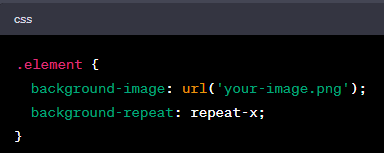 css
.element {
  background-image: url('your-image.png');
  background-repeat: repeat-x;
}